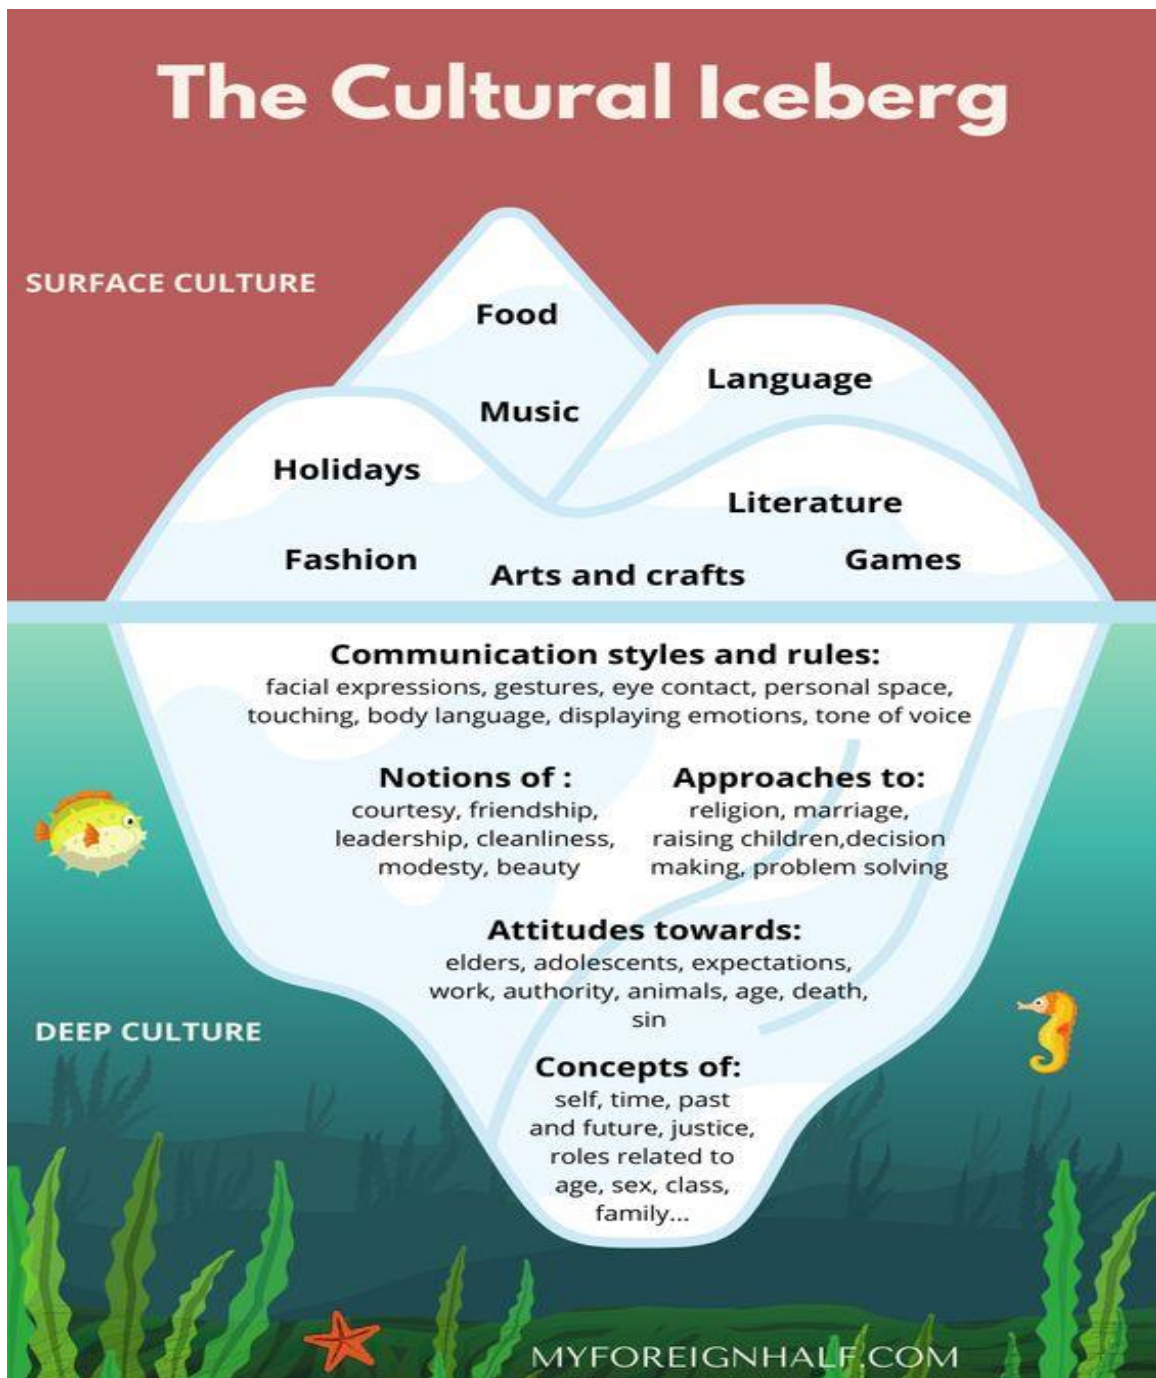 The Cultural Iceberg
SURFACE CULTURE
Food
Language
Music
Holidays
Literature
Fashion
Arts and crafts
Games
Communication styles and rules:
facial expressions, gestures, eye contact, personal space,
touching, body language, displaying emotions, tone of voice
Notions of :
courtesy, friendship,
leadership, cleanliness,
modesty, beauty
Approaches to:
religion, marriage,
raising children,decision
making, problem solving
Attitudes towards:
elders, adolescents, expectations,
work, authority, animals, age, death,
sin
DEEP CULTURE
Concepts of:
self, time, past
and future, justice,
roles related to
age, sex, class,
family...
MYFOREIGNHALF.COM